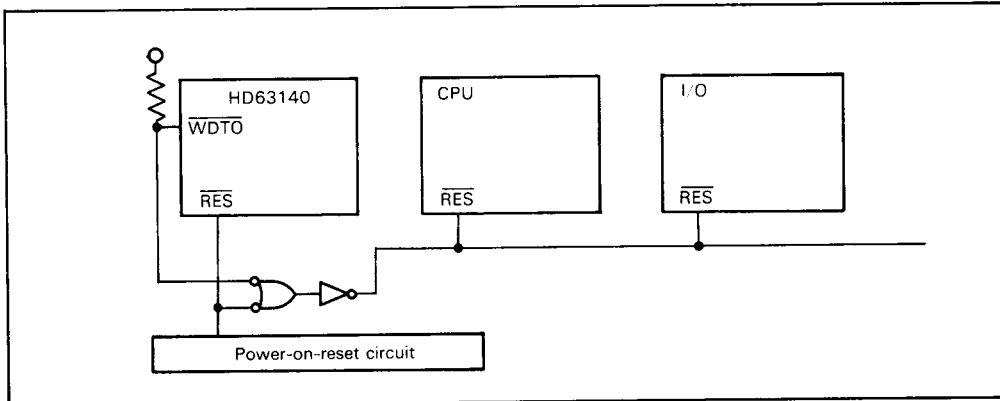 HD63140
WDTO
RES
CPU
RES
I/O
RES
Power-on-reset circuit